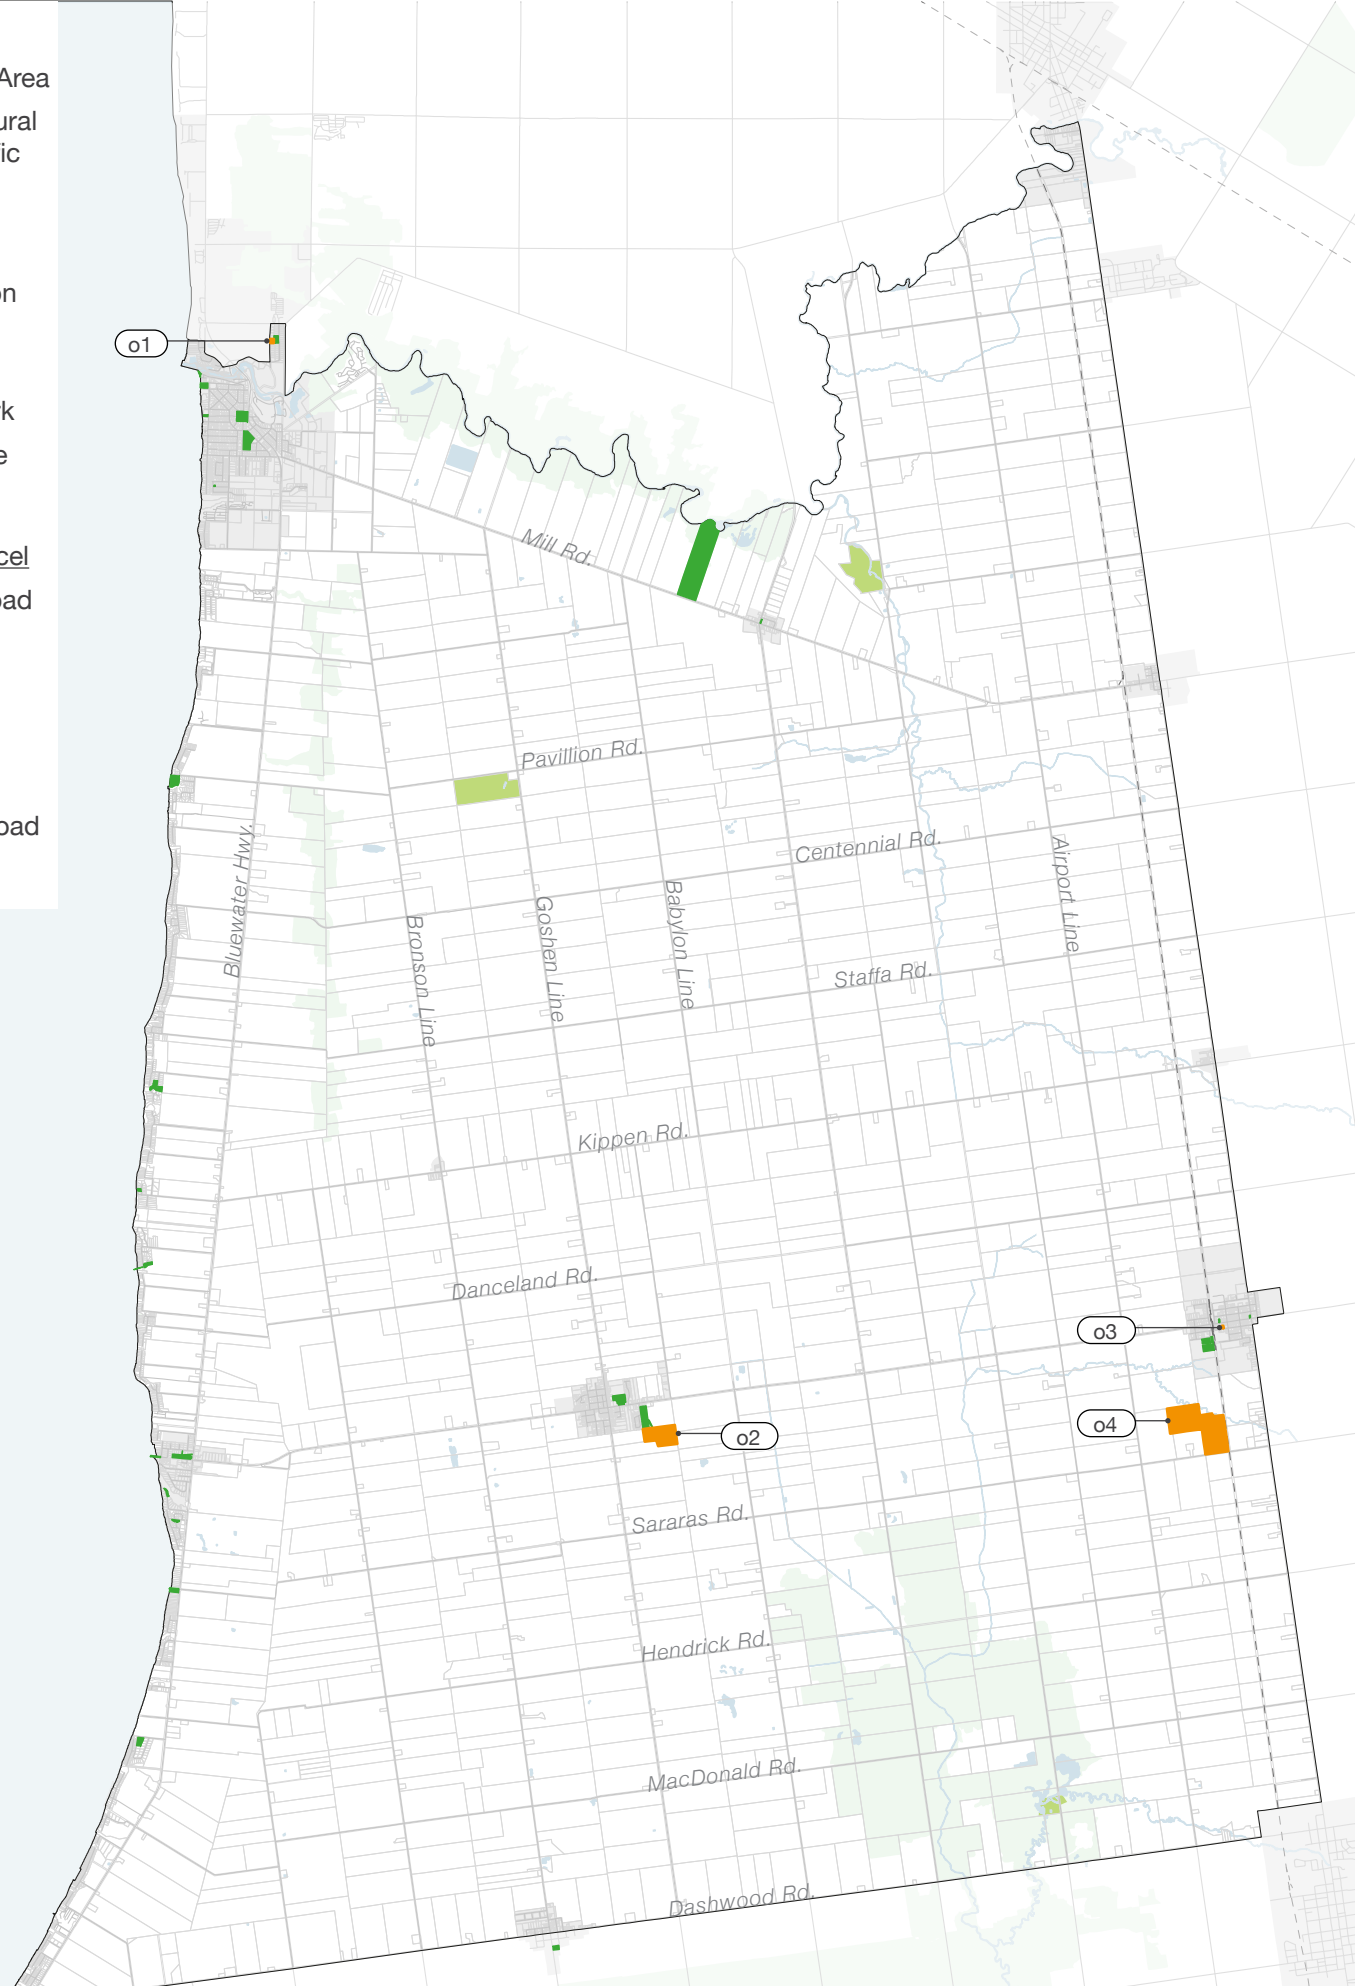 Area
ural
ic
on
rk
e
cel
oad
oad
o1
Mill Rd.
Pavillion Rd.
Centennial Rd.
Bluewater Hwy.
Bronson Line
Goshen Line
Babylon Line
Airport Line
Staffa Rd.
Kippen Rd.
Danceland Rd.
o3
o4
o2
Sararas Rd.
Hendrick Rd.
MacDonald Rd.
Dashwood Rd.